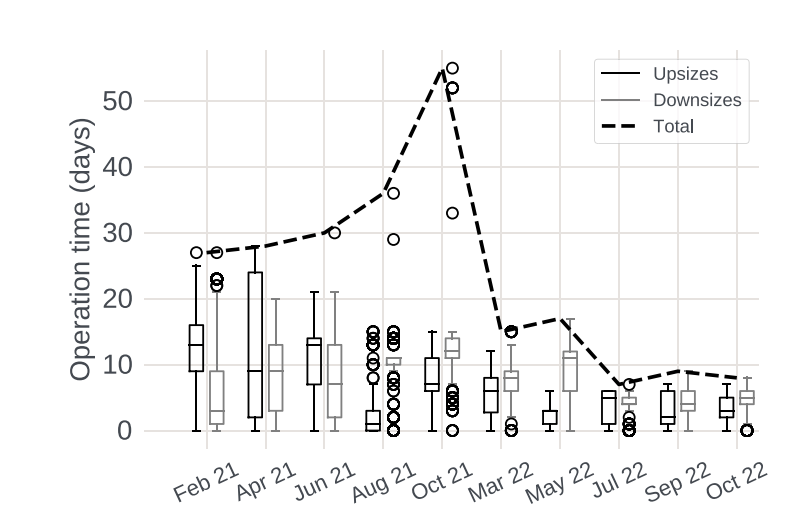 Upsizes
Downsizes
Total
Operation time (days)
50
40
30
20
10
0
Feb 21 Apr 21 Jun 21 Aug 21 Oct 21 Mar 22 May 22 Jul 22 Sep 22 Oct 22